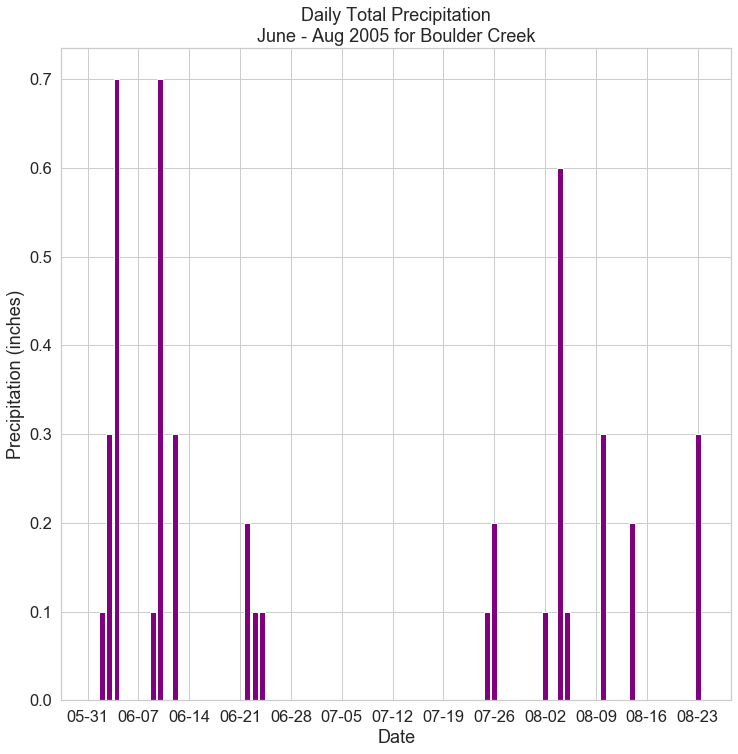 Daily Total Precipitation
June - Aug 2005 for Boulder Creek
Precipitation (inches)
0.7
0.6
0.5
0.4
0.3
0.2
0.1
0.0
05-31 06-07 06-14 06-21 06-28 07-05 07-12 07-19 07-26 08-02 08-09 08-16 08-23
Date